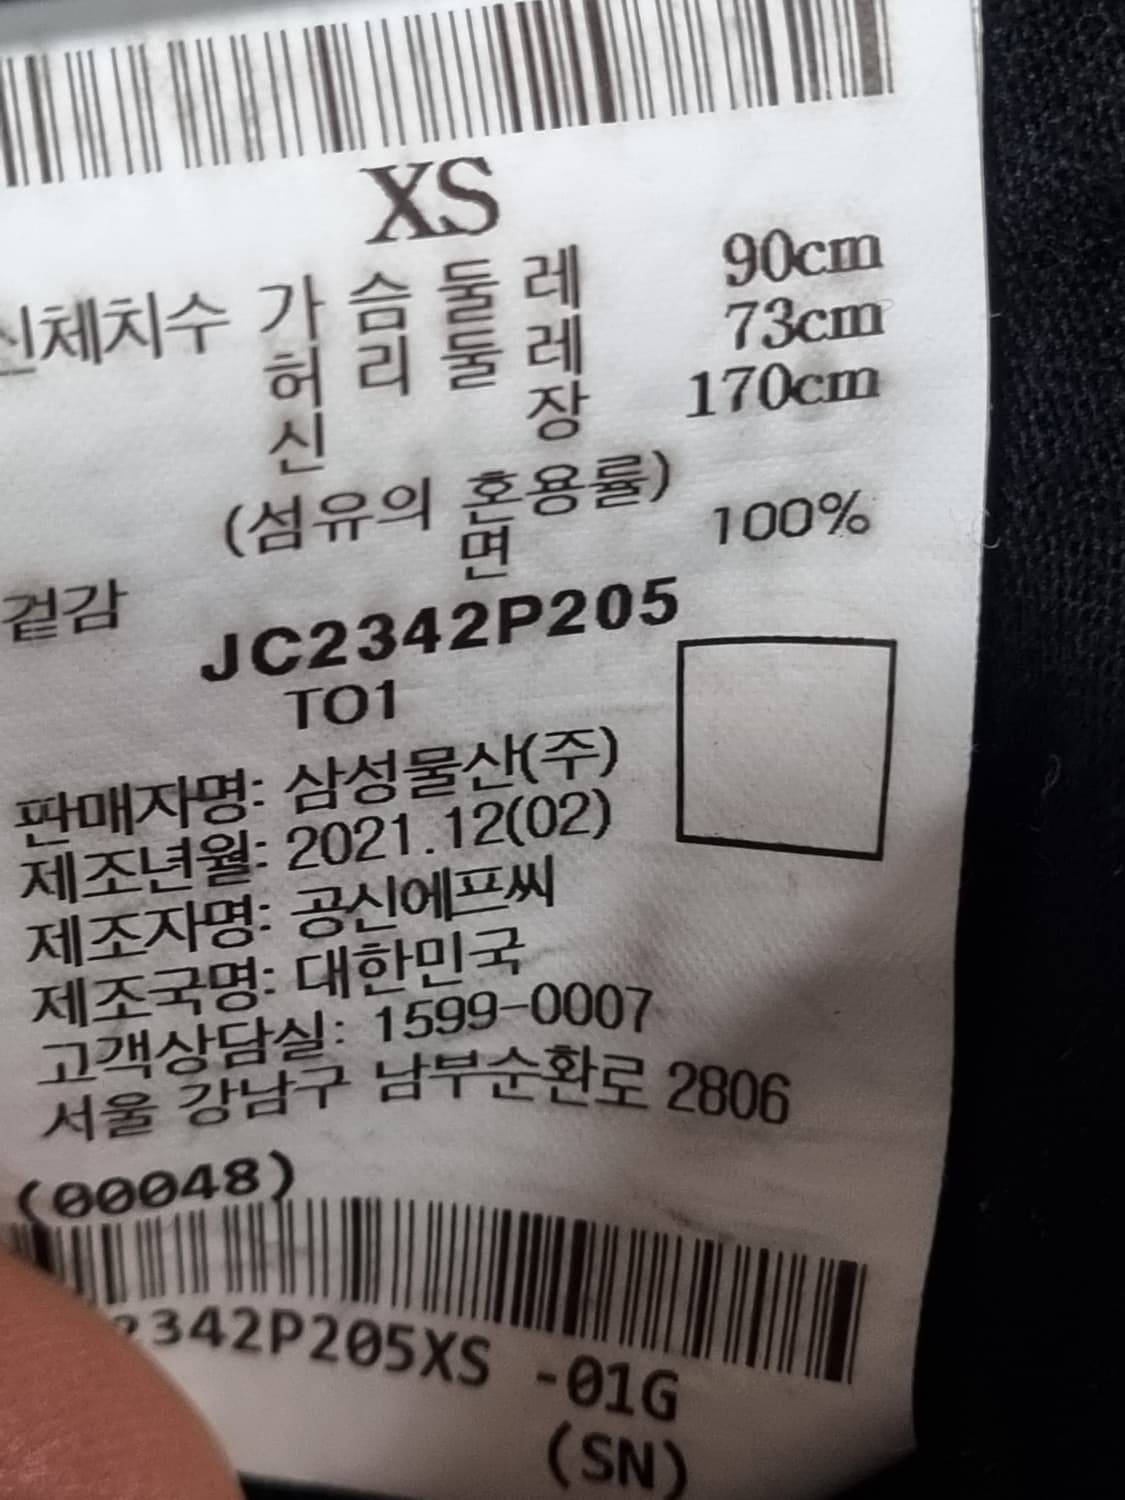 XS
신체치수 가슴둘레 90cm
허리둘레 73cm
신장 170cm
(섬유의 혼용률)
겉감 면 100%
JC2342P205
TO1
판매자명: 삼성물산(주)
제조년월: 2021.12(02)
제조자명: 공신에프씨
제조국명: 대한민국
고객상담실: 1599-0007
서울 강남구 남부순환로 2806
(00048)
2342P205XS -01G
(SN)